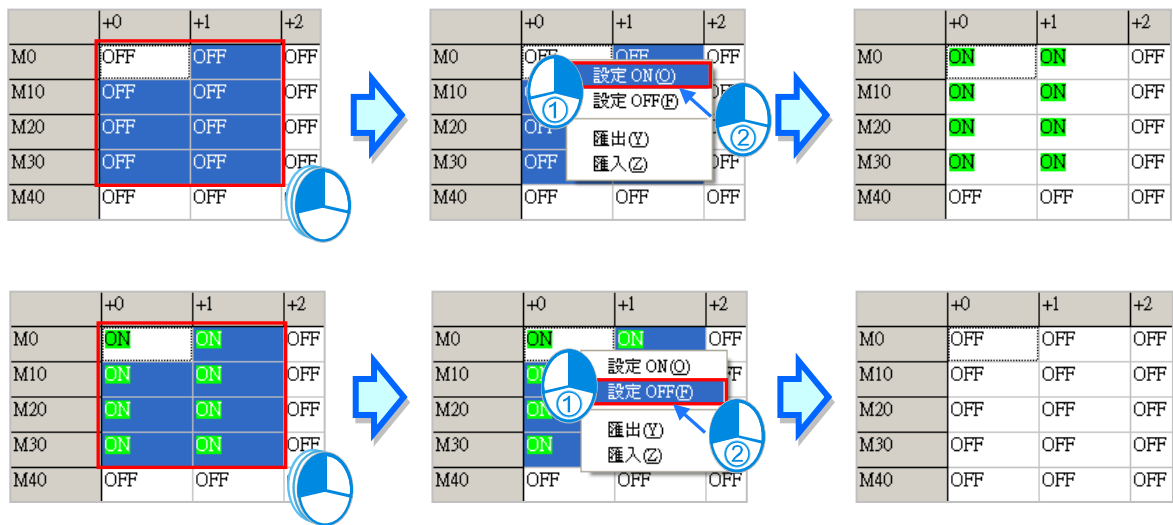 +0 +1 +2
M0 OFF OFF OFF
M10 OFF OFF OFF
M20 OFF OFF OFF
M30 OFF OFF OFF
M40 OFF OFF
+0 +1 +2
M0 OFF OFF OFF
設定 ON(O)
M10
設定 OFF(F)
① ②
M20 OFF
匯出(Y)
M30 OFF OFF
匯入(Z)
M40 OFF OFF OFF
+0 +1 +2
M0 ON ON OFF
M10 ON ON OFF
M20 ON ON OFF
M30 ON ON OFF
M40 OFF OFF OFF
+0 +1 +2
M0 ON ON OFF
M10 ON ON OFF
M20 ON ON OFF
M30 ON ON OFF
M40 OFF OFF
+0 +1 +2
M0 ON ON OFF
設定 ON(O)
M10
設定 OFF(F)
① ②
M20
匯出(Y)
M30 ON
匯入(Z)
M40 OFF OFF OFF
+0 +1 +2
M0 OFF OFF OFF
M10 OFF OFF OFF
M20 OFF OFF OFF
M30 OFF OFF OFF
M40 OFF OFF OFF